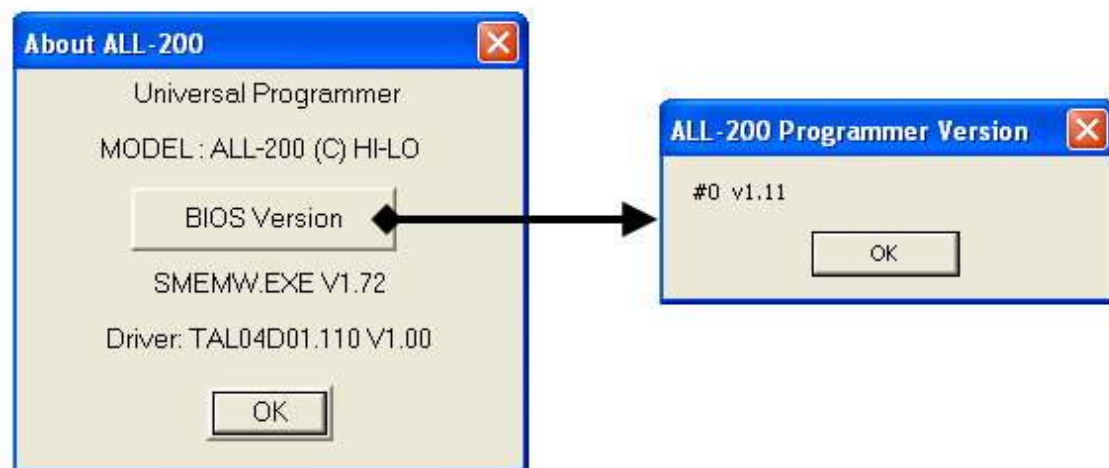 About ALL-200
Universal Programmer
MODEL : ALL-200 (C) HI-LO
BIOS Version
SMEMW.EXE V1.72
Driver: TAL04D01.110 V1.00
OK
ALL-200 Programmer Version
#0 v1.11
OK